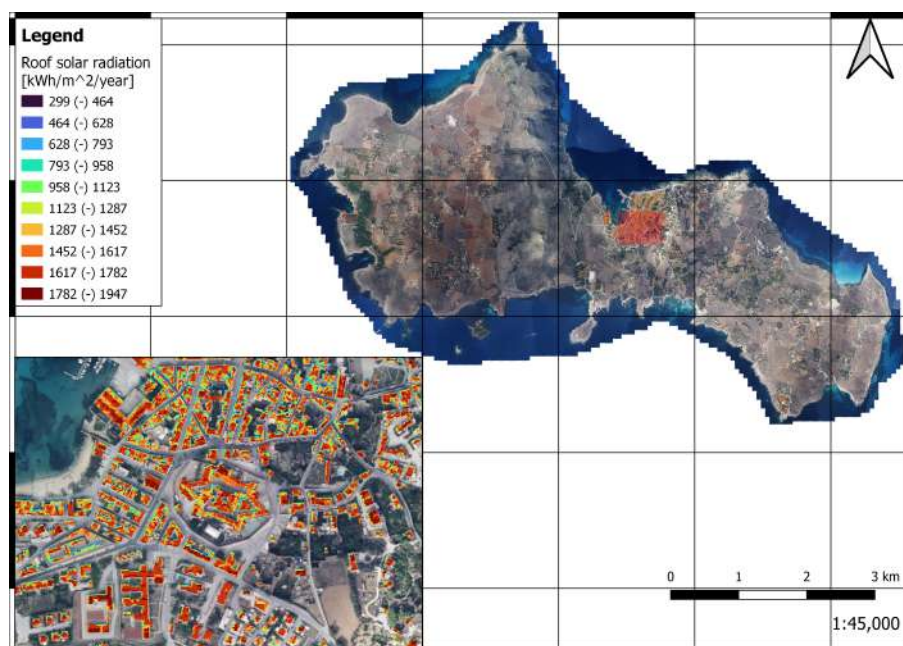 Legend
Roof solar radiation
[kWh/m^2/year]
299 (-) 464
464 (-) 628
628 (-) 793
793 (-) 958
958 (-) 1123
1123 (-) 1287
1287 (-) 1452
1452 (-) 1617
1617 (-) 1782
1782 (-) 1947
0 1 2 3 km
1:45,000